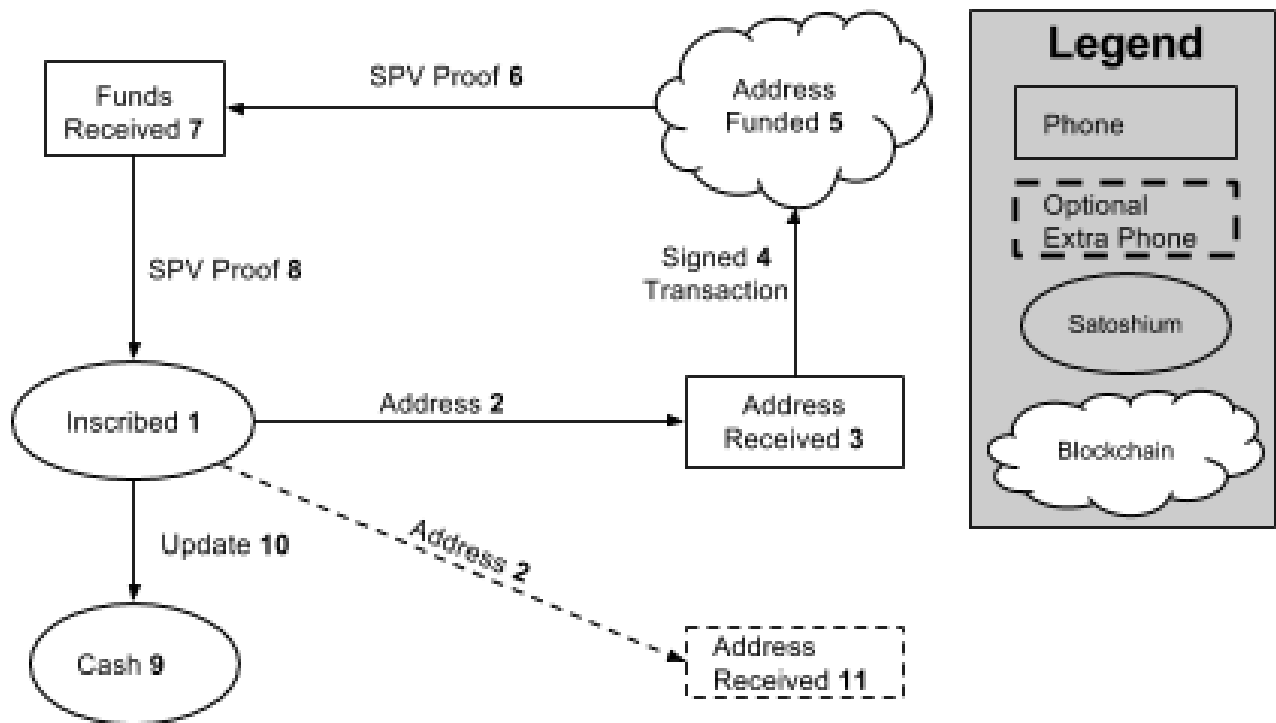 SPV Proof 6
Funds
Received 7
Address
Funded 5
SPV Proof 8
Signed 4
Transaction
Inscribed 1
Address 2
Address
Received 3
Update 10
Address 2
Cash 9
Address
Received 11
Legend
Phone
Optional
Extra Phone
Satoshium
Blockchain